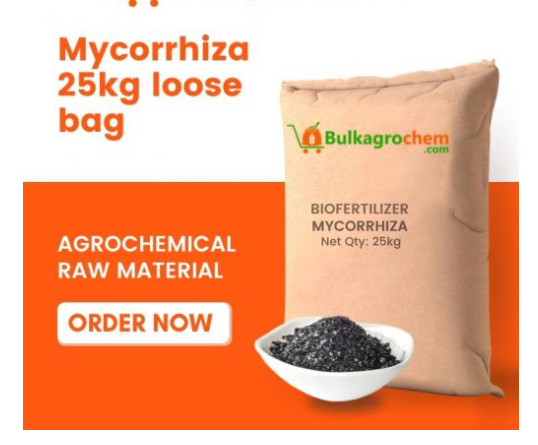 Mycorrhiza
25kg loose
bag
Bulkagrochem
.com
BIOFERTILIZER
MYCORRHIZA
Net Qty: 25kg
AGROCHEMICAL
RAW MATERIAL
ORDER NOW